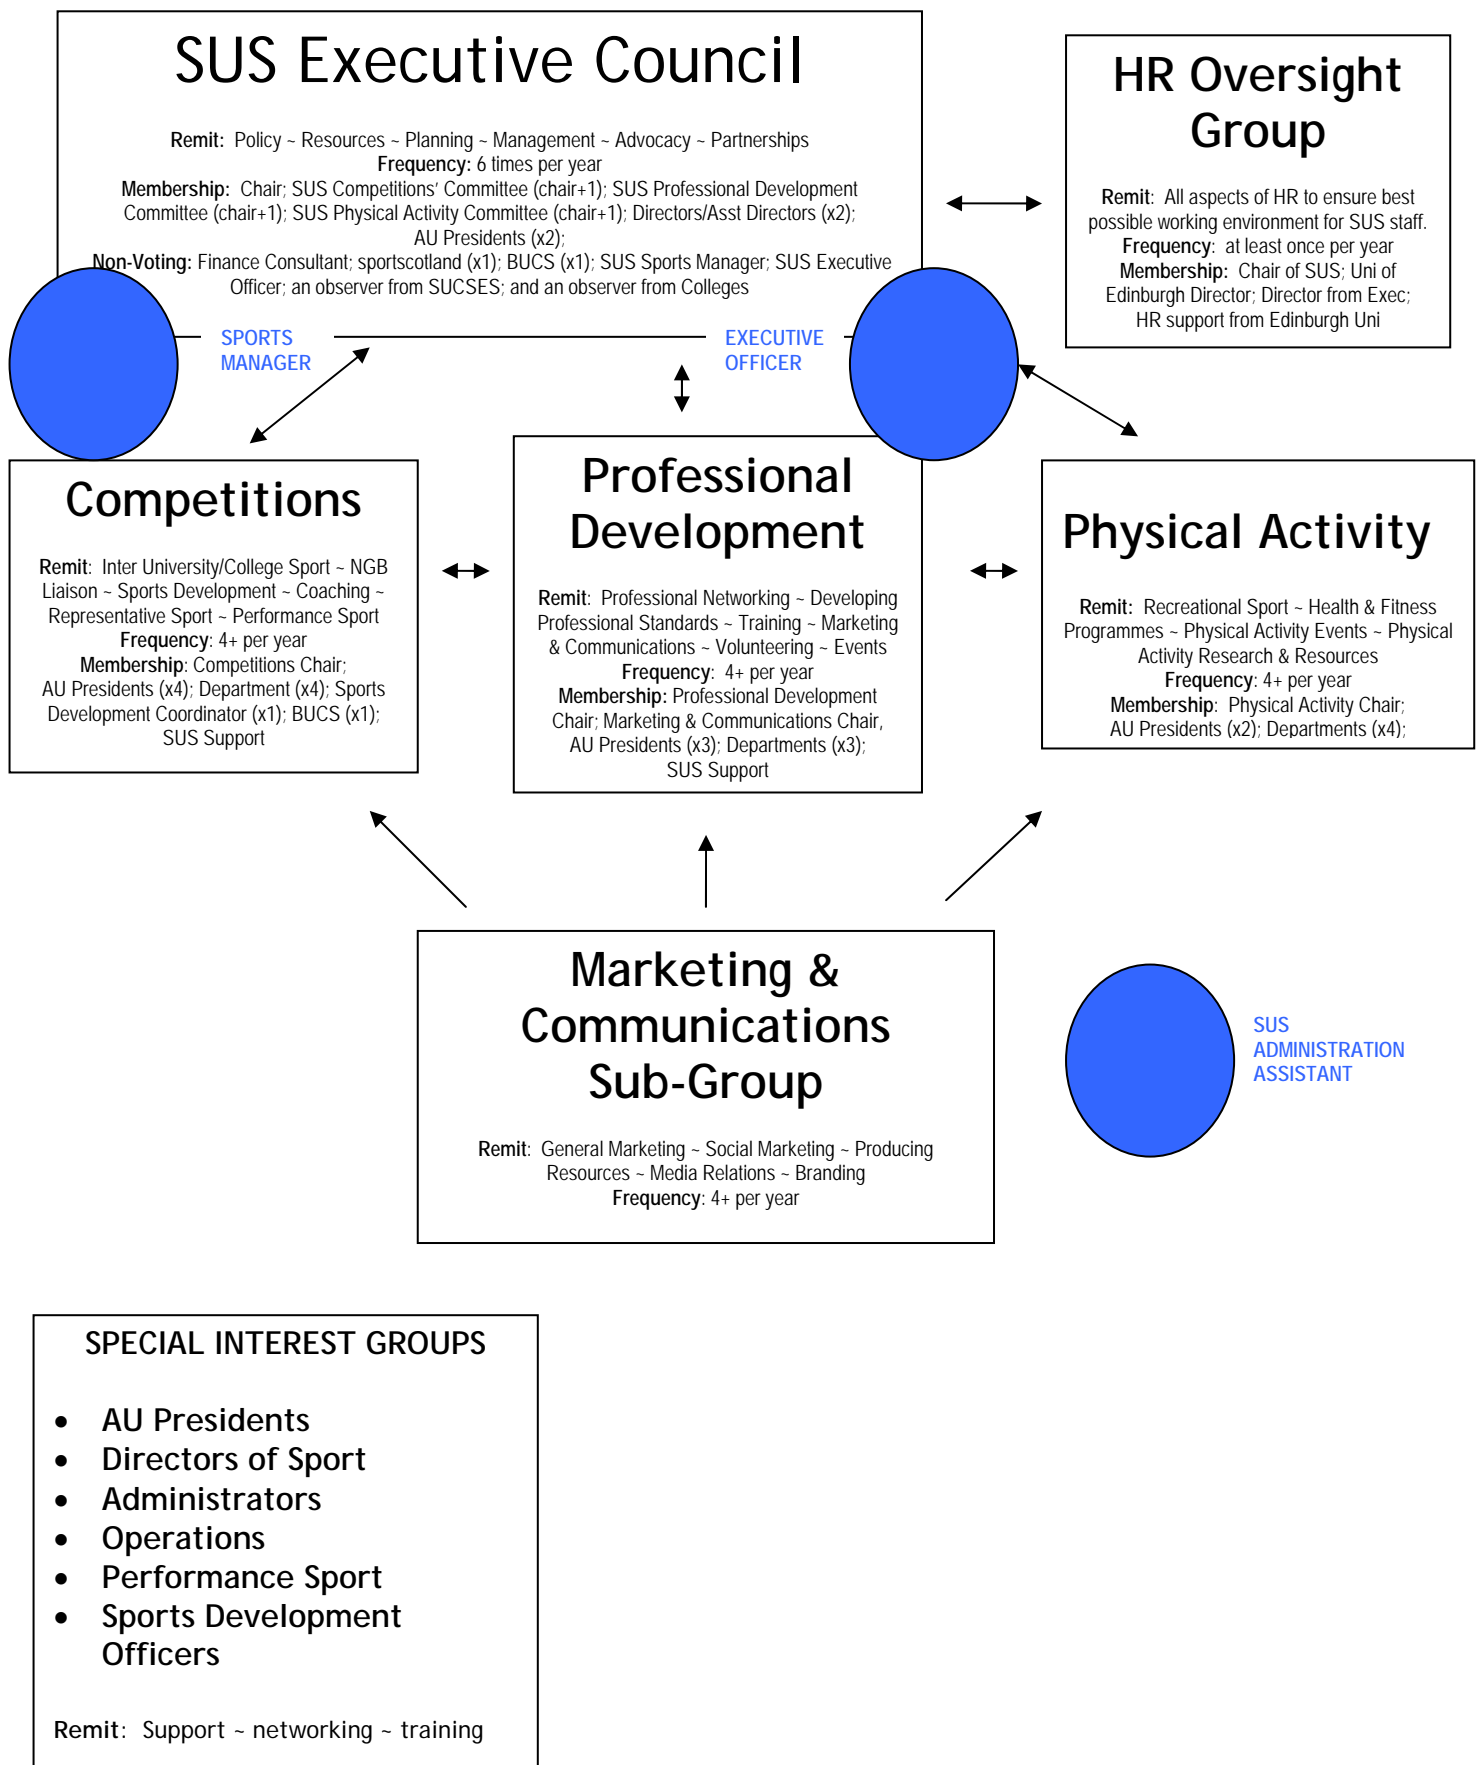 SUS Executive Council
Remit: Policy ~ Resources ~ Planning ~ Management ~ Advocacy ~ Partnerships
Frequency: 6 times per year
Membership: Chair; SUS Competitions' Committee (chair+1); SUS Professional Development
Committee (chair+1); SUS Physical Activity Committee (chair+1); Directors/Asst Directors (x2);
AU Presidents (x2);
Non-Voting: Finance Consultant; sportscotland (x1); BUCS (x1); SUS Sports Manager; SUS Executive
Officer; an observer from SUCSES; and an observer from Colleges
HR Oversight
Group
Remit: All aspects of HR to ensure best
possible working environment for SUS staff.
Frequency: at least once per year
Membership: Chair of SUS; Uni of
Edinburgh Director; Director from Exec;
HR support from Edinburgh Uni
SPORTS
MANAGER
EXECUTIVE
OFFICER
Competitions
Remit: Inter University/College Sport ~ NGB
Liaison ~ Sports Development ~ Coaching ~
Representative Sport ~ Performance Sport
Frequency: 4+ per year
Membership: Competitions Chair;
AU Presidents (x4); Department (x4); Sports
Development Coordinator (x1); BUCS (x1);
SUS Support
Professional
Development
Remit: Professional Networking ~ Developing
Professional Standards ~ Training ~ Marketing
& Communications ~ Volunteering ~ Events
Frequency: 4+ per year
Membership: Professional Development
Chair; Marketing & Communications Chair,
AU Presidents (x3); Departments (x3);
SUS Support
Physical Activity
Remit: Recreational Sport ~ Health & Fitness
Programmes ~ Physical Activity Events ~ Physical
Activity Research & Resources
Frequency: 4+ per year
Membership: Physical Activity Chair;
AU Presidents (x2); Departments (x4);
Marketing &
Communications
Sub-Group
Remit: General Marketing ~ Social Marketing ~ Producing
Resources ~ Media Relations ~ Branding
Frequency: 4+ per year
SUS
ADMINISTRATION
ASSISTANT
SPECIAL INTEREST GROUPS
• AU Presidents
• Directors of Sport
• Administrators
• Operations
• Performance Sport
• Sports Development
Officers
Remit: Support ~ networking ~ training